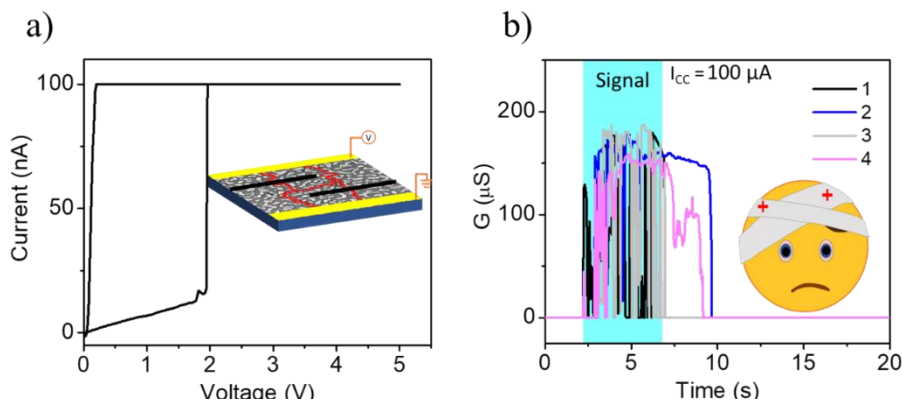 a)
100
50
0
Current (nA)
0 1 2 3 4 5
Voltage (V)
V
b)
Signal
I_CC = 100 µA
1
2
3
4
200
100
0
G (µS)
0 5 10 15 20
Time (s)